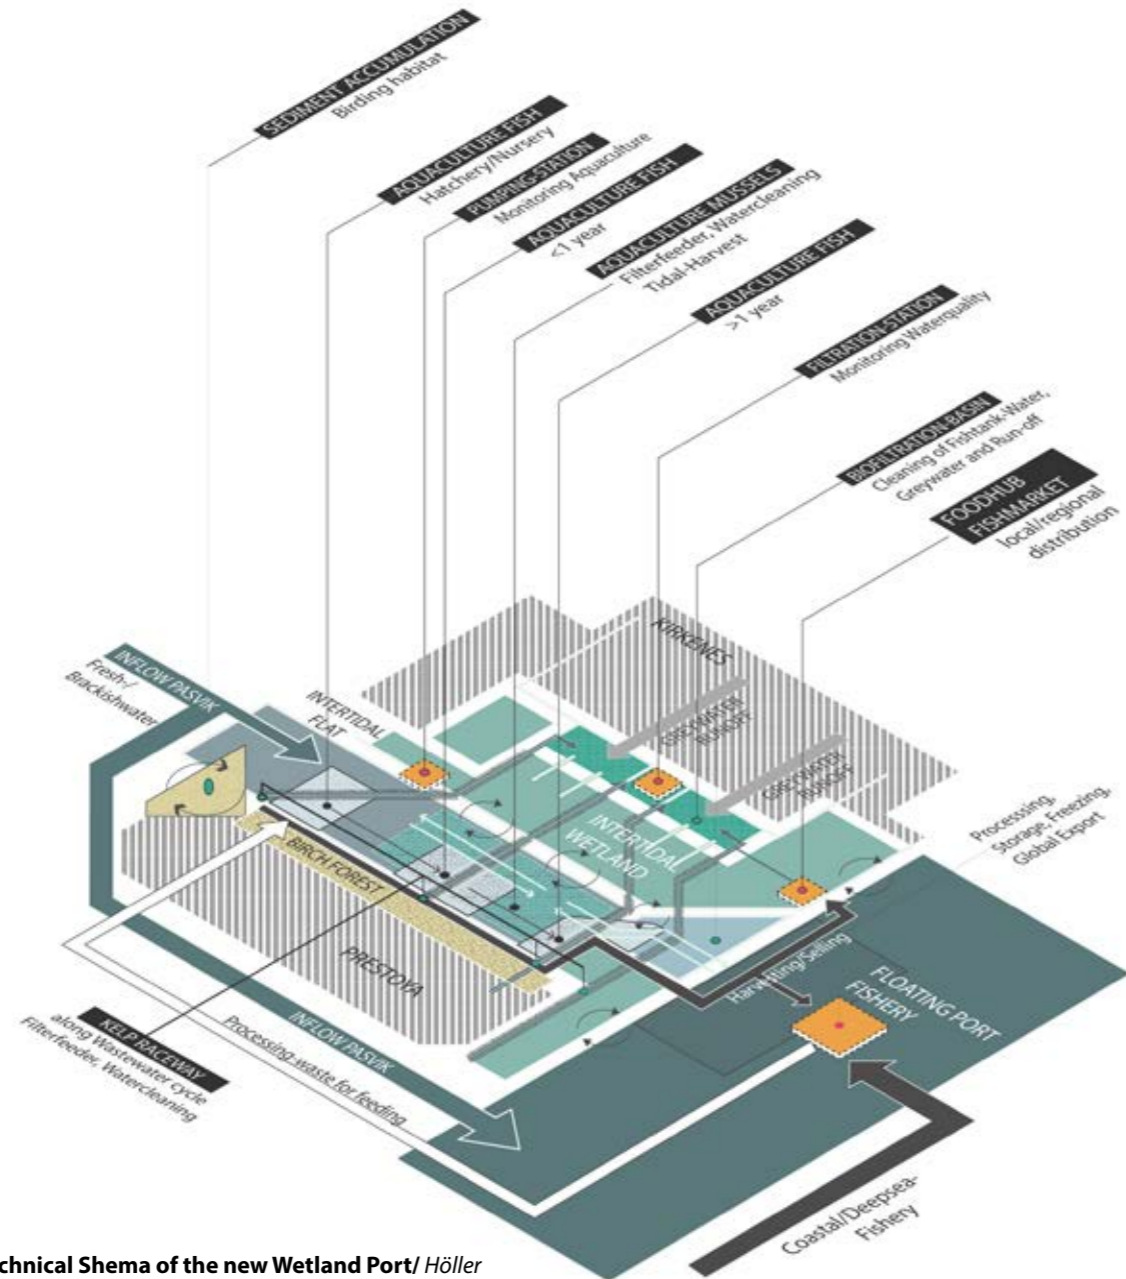 SEDIMENT ACCUMULATION
Birding habitat
AQUACULTURE FISH
Hatchery/Nursery
PUMPING-STATION
Monitoring Aquaculture
AQUACULTURE FISH
<1 year
AQUACULTURE MUSSELS
Filterfeeder, Watercleaning
Tidal-Harvest
AQUACULTURE FISH
>1 year
FILTRATION-STATION
Monitoring Waterquality
BIOFILTRATION-BASIN
Cleaning of Fishtank-Water,
Greywater and Run-off
FOODHUB
FISHMARKET
local/regional
distribution
KIRKENES
INFLOW PASVIK
Fresh-/
Brackishwater
INTERTIDAL
FLAT
GREYWATER
RUNOFF
GREYWATER
RUNOFF
INTERTIDAL
WETLAND
Processsing,
Storage, Freezing,
Global Export
BIRCH FOREST
PRESTOYA
Harvesting/Selling
FLOATING PORT
FISHERY
KELP RACEWAY
along Wastewater cycle
Filterfeeder, Watercleaning
Processing-waste for feeding
INFLOW PASVIK
Coastal/Deepsea-
Fishery
chnical Shema of the new Wetland Port/ Höller